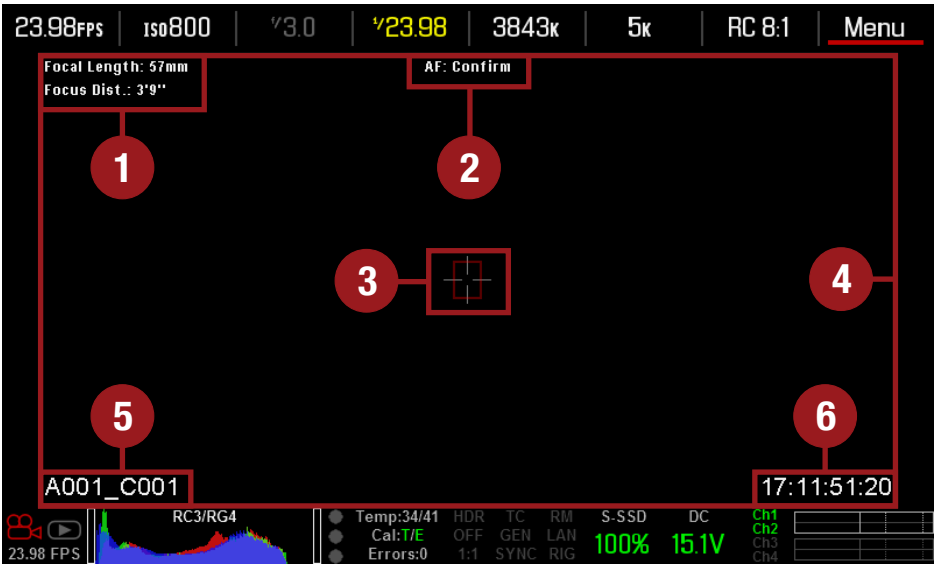 23.98FPS ISO800 f/3.0 1/23.98 3843K 5K RC 8:1 Menu
Focal Length: 57mm
AF: Confirm
Focus Dist.: 3'9''
1
2
3
4
5
6
A001_C001
17:11:51:20
RC3/RG4 Temp:34/41 HDR TC RM S-SSD DC Ch1
Cal:T/E OFF GEN LAN 100% 15.1V Ch2
23.98 FPS Errors:0 1:1 SYNC RIG Ch3
Ch4